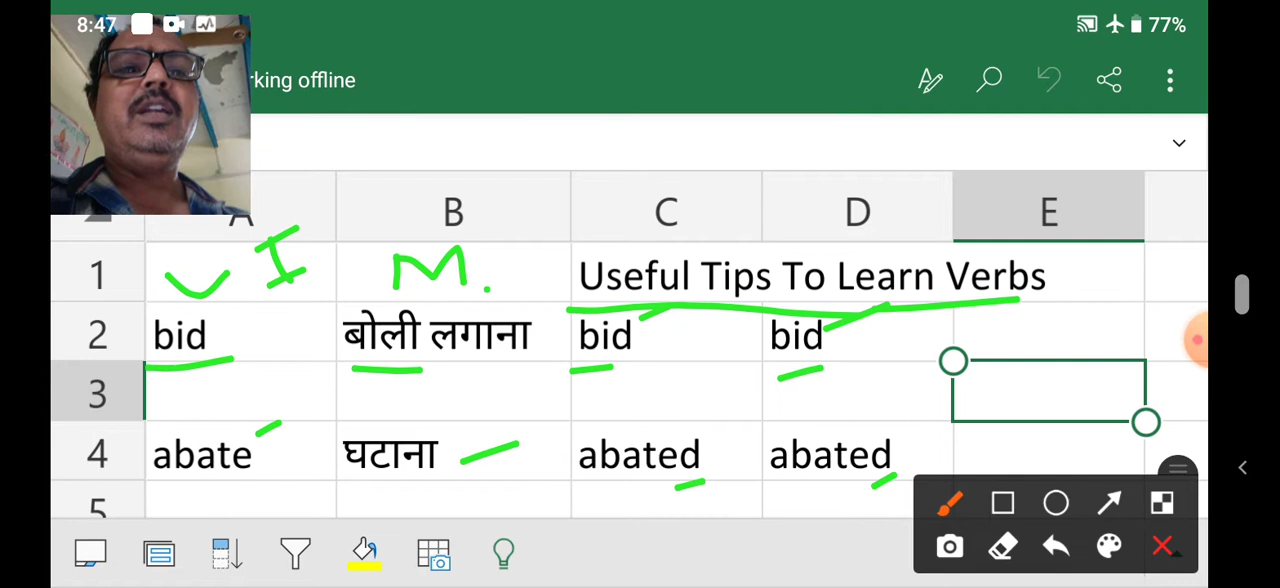 8:47 77%
rking offline
A B C D E
V I M.
1 Useful Tips To Learn Verbs
2 bid बोली लगाना bid bid
3
4 abate घटाना abated abated
5